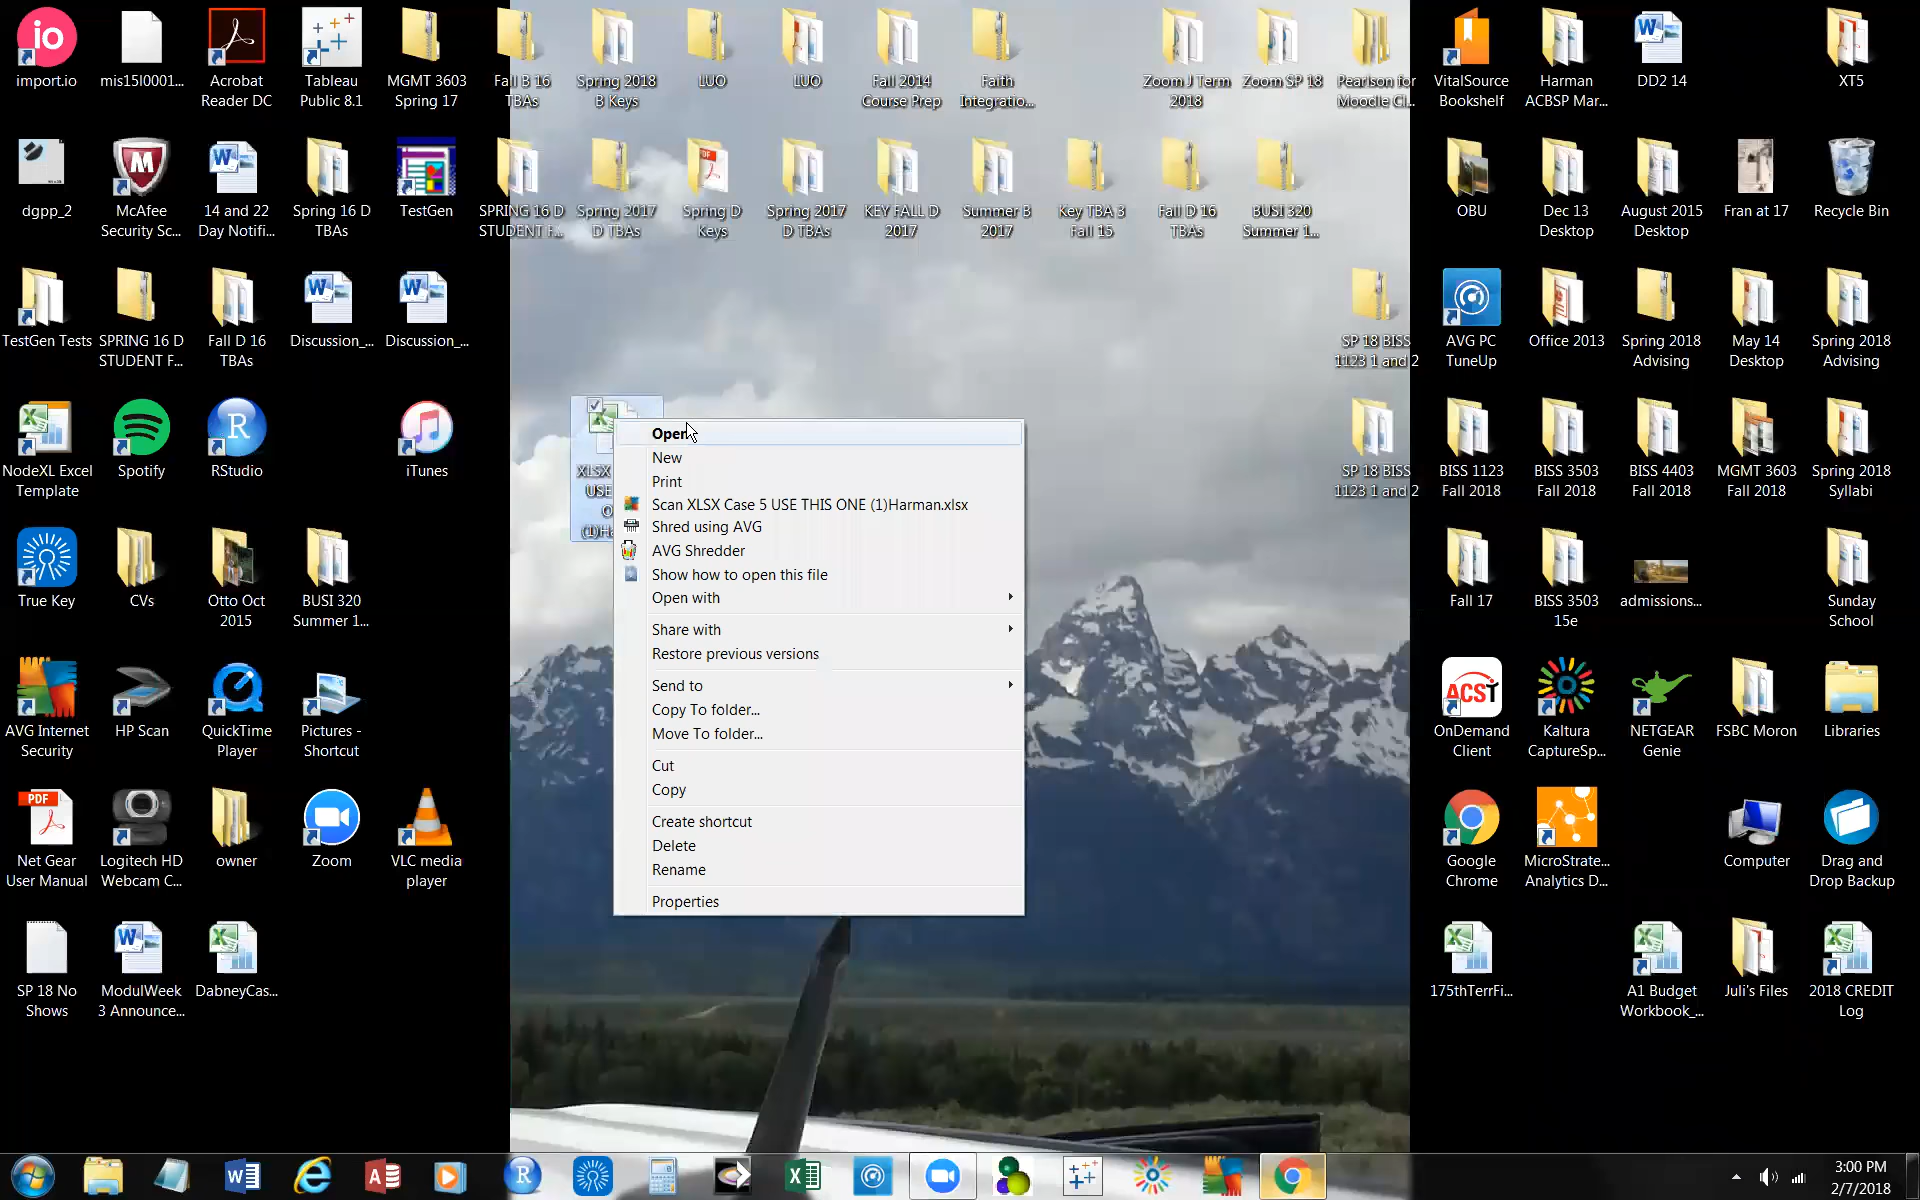 import.io
mis15l0001...
Acrobat
Reader DC
Tableau
Public 8.1
MGMT 3603
Spring 17
Fall B 16
TBAs
Spring 2018
B Keys
LUO
LUO
Fall 2014
Course Prep
Faith
Integratio...
Zoom J Term
2018
Zoom SP 18
Pearlson for
Moodle Cl...
VitalSource
Bookshelf
Harman
ACBSP Mar...
DD2 14
XT5
dgpp_2
McAfee
Security Sc...
14 and 22
Day Notifi...
Spring 16 D
TBAs
TestGen
SPRING 16 D
STUDENT F...
Spring 2017
D TBAs
Spring D
Keys
Spring 2017
D TBAs
KEY FALL D
2017
Summer B
2017
Key TBA 3
Fall 15
Fall D 16
TBAs
BUSI 320
Summer 1...
OBU
Dec 13
Desktop
August 2015
Desktop
Fran at 17
Recycle Bin
TestGen Tests
SPRING 16 D
STUDENT F...
Fall D 16
TBAs
Discussion_...
Discussion_...
SP 18 BISS
1123 1 and 2
AVG PC
TuneUp
Office 2013
Spring 2018
Advising
May 14
Desktop
Spring 2018
Advising
NodeXL Excel
Template
Spotify
RStudio
iTunes
XLSX
USE
O
(1)Ha
SP 18 BISS
1123 1 and 2
BISS 1123
Fall 2018
BISS 3503
Fall 2018
BISS 4403
Fall 2018
MGMT 3603
Fall 2018
Spring 2018
Syllabi
Open
New
Print
Scan XLSX Case 5 USE THIS ONE (1)Harman.xlsx
Shred using AVG
AVG Shredder
Show how to open this file
Open with
Share with
Restore previous versions
Send to
Copy To folder...
Move To folder...
Cut
Copy
Create shortcut
Delete
Rename
Properties
True Key
CVs
Otto Oct
2015
BUSI 320
Summer 1...
Fall 17
BISS 3503
15e
admissions...
Sunday
School
AVG Internet
Security
HP Scan
QuickTime
Player
Pictures -
Shortcut
ACST
OnDemand
Client
Kaltura
CaptureSp...
NETGEAR
Genie
FSBC Moron
Libraries
PDF
Net Gear
User Manual
Logitech HD
Webcam C...
owner
Zoom
VLC media
player
Google
Chrome
MicroStrate...
Analytics D...
Computer
Drag and
Drop Backup
SP 18 No
Shows
ModulWeek
3 Announce...
DabneyCas...
175thTerrFi...
A1 Budget
Workbook_...
Juli's Files
2018 CREDIT
Log
3:00 PM
2/7/2018